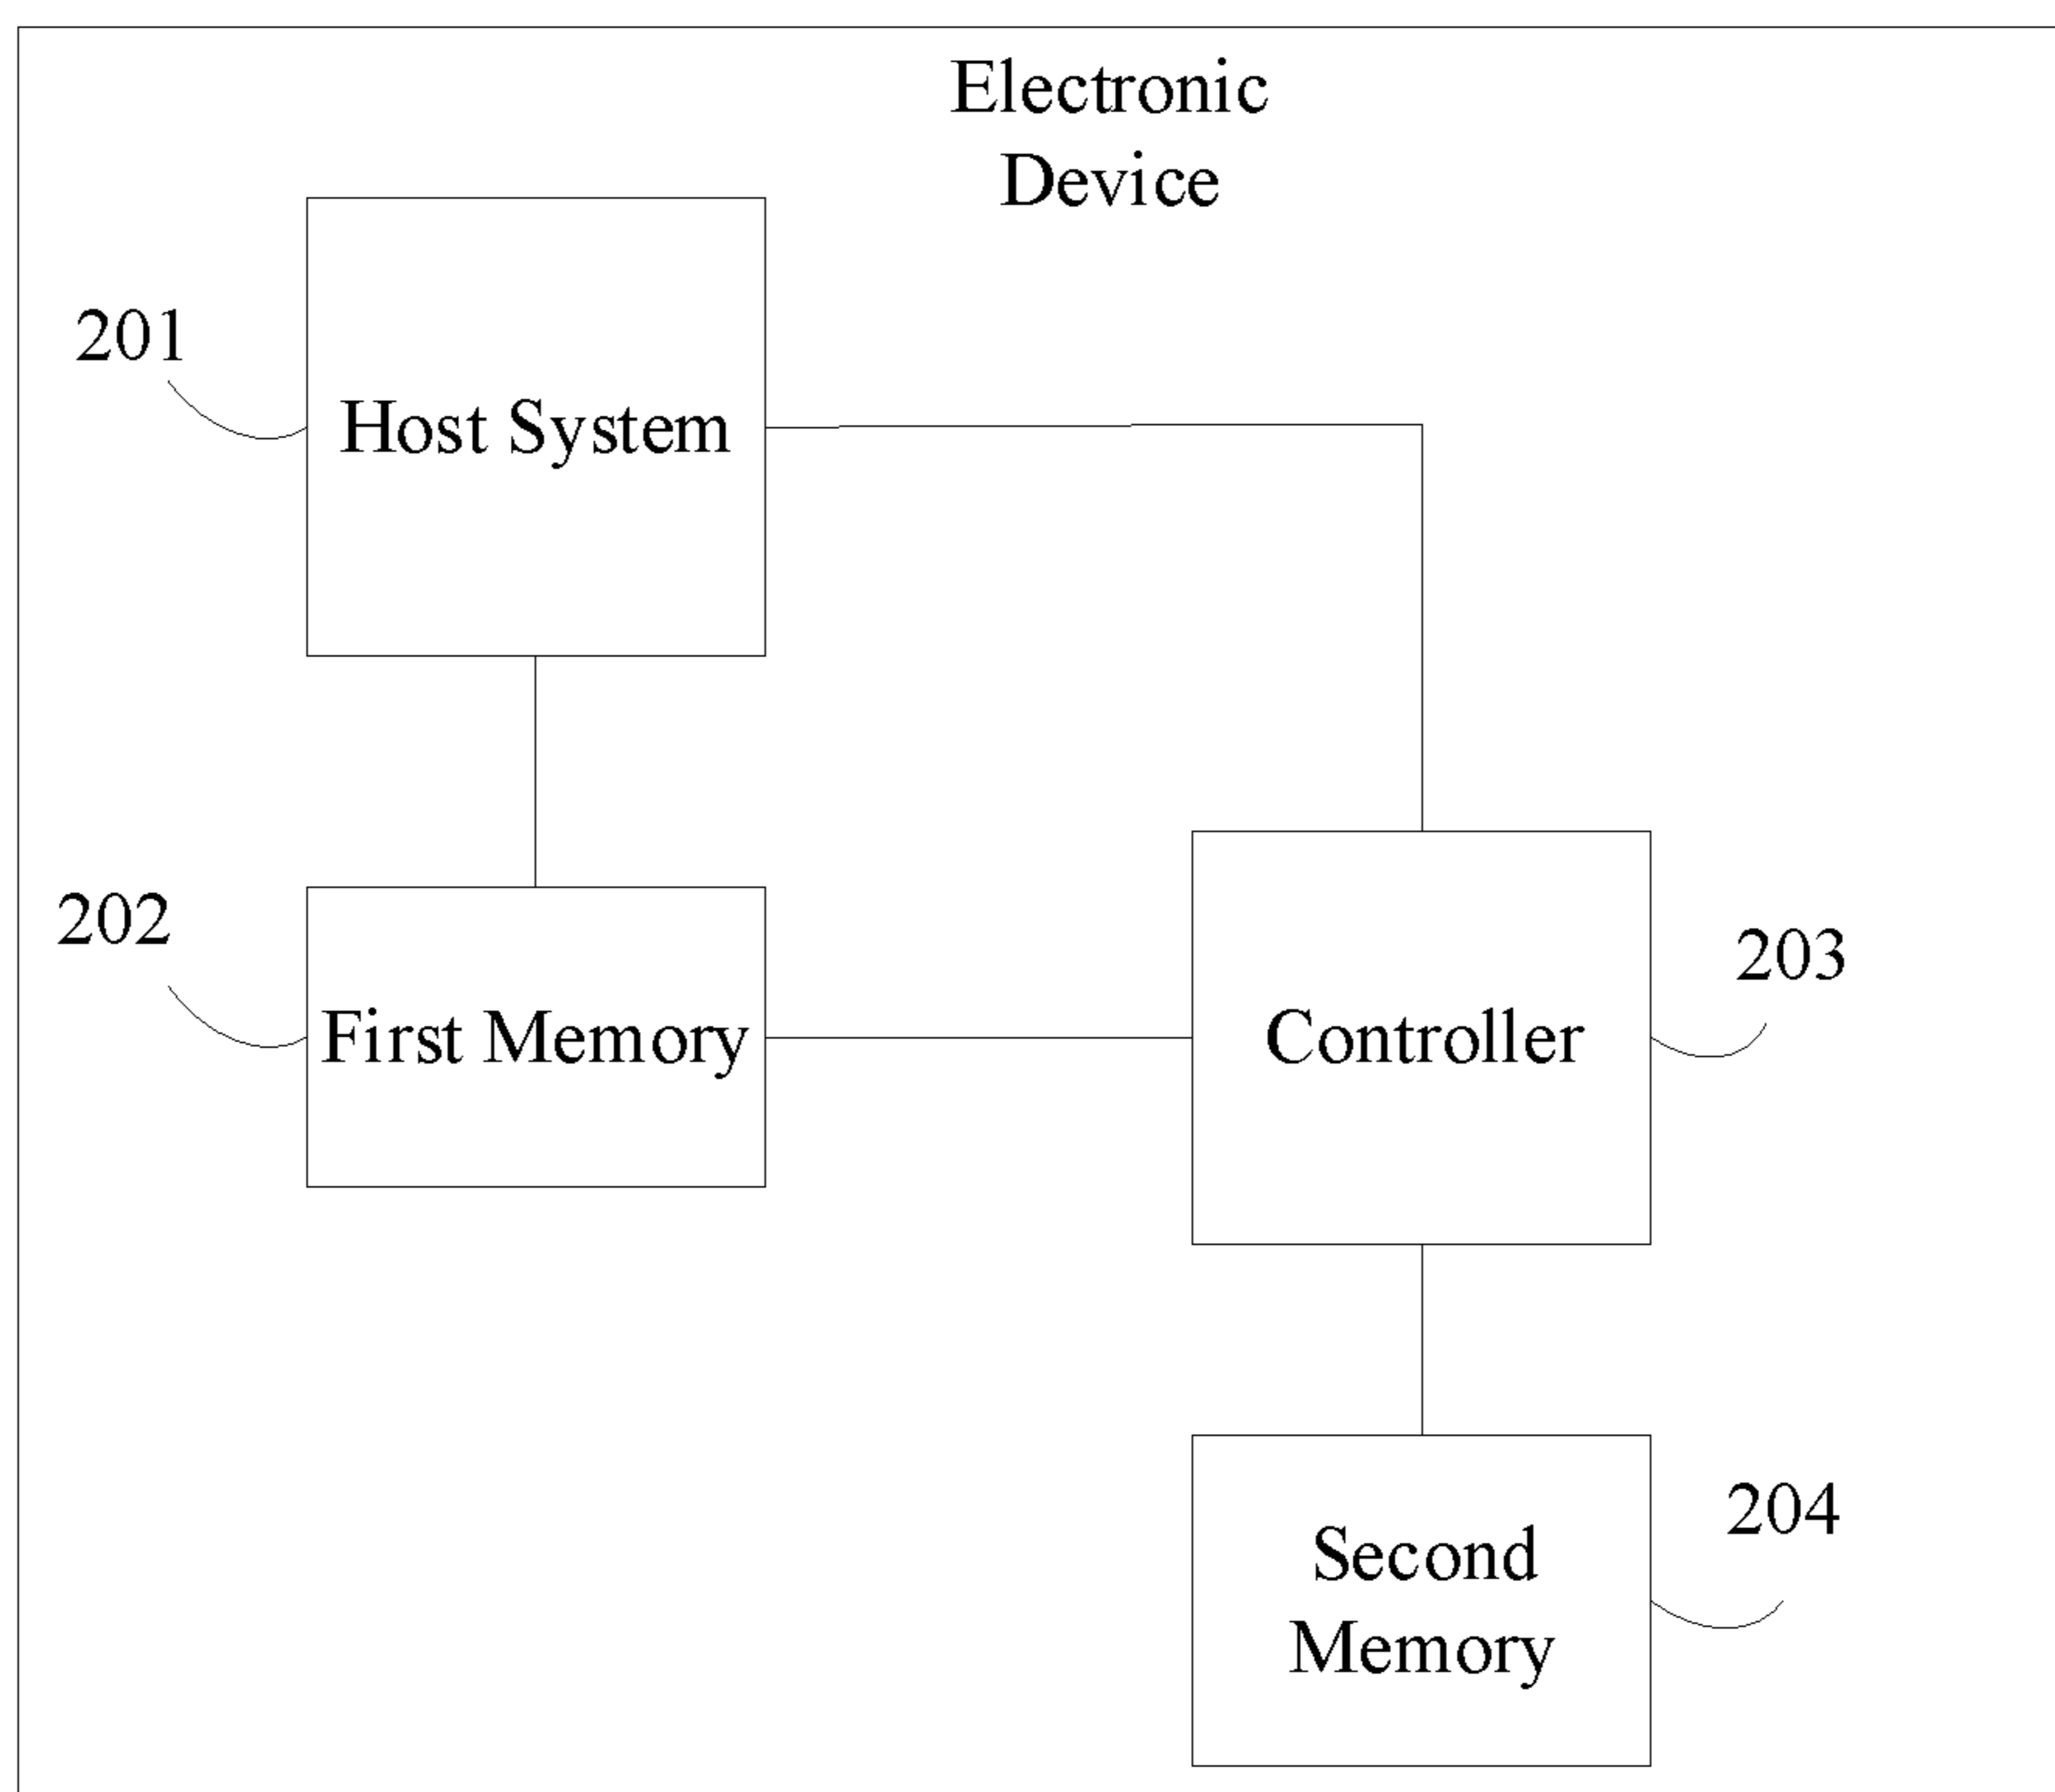 Electronic
Device
201
Host System
202
First Memory
Controller
203
Second
Memory
204